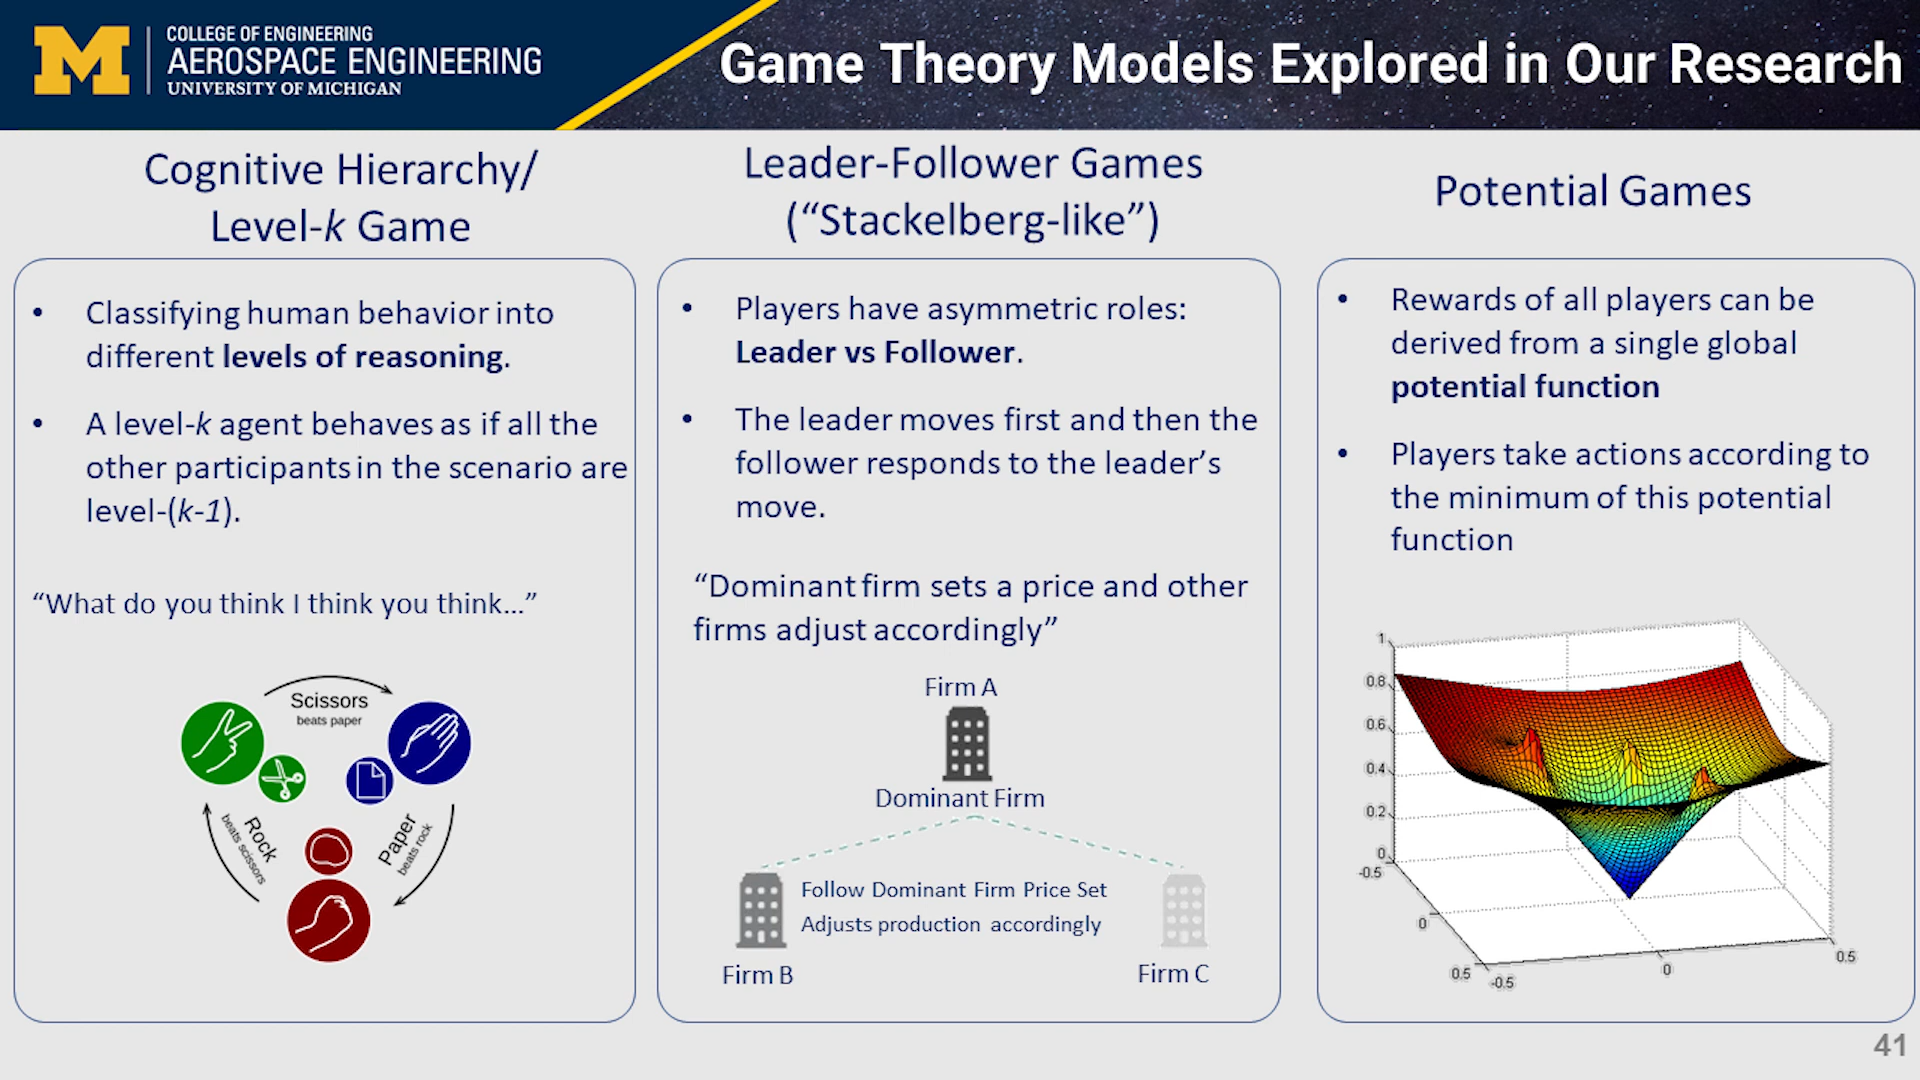 COLLEGE OF ENGINEERING
AEROSPACE ENGINEERING
UNIVERSITY OF MICHIGAN
Game Theory Models Explored in Our Research
Cognitive Hierarchy/
Level-k Game
• Classifying human behavior into
different levels of reasoning.
• A level-k agent behaves as if all the
other participants in the scenario are
level-(k-1).
“What do you think I think you think...”
Scissors
beats paper
Paper
beats rock
Rock
beats scissors
Leader-Follower Games
(“Stackelberg-like”)
• Players have asymmetric roles:
Leader vs Follower.
• The leader moves first and then the
follower responds to the leader’s
move.
“Dominant firm sets a price and other
firms adjust accordingly”
Firm A
Dominant Firm
Follow Dominant Firm Price Set
Adjusts production accordingly
Firm B
Firm C
Potential Games
• Rewards of all players can be
derived from a single global
potential function
• Players take actions according to
the minimum of this potential
function
1
0.8
0.6
0.4
0.2
0
-0.5
0
0.5
-0.5
0
0.5
41